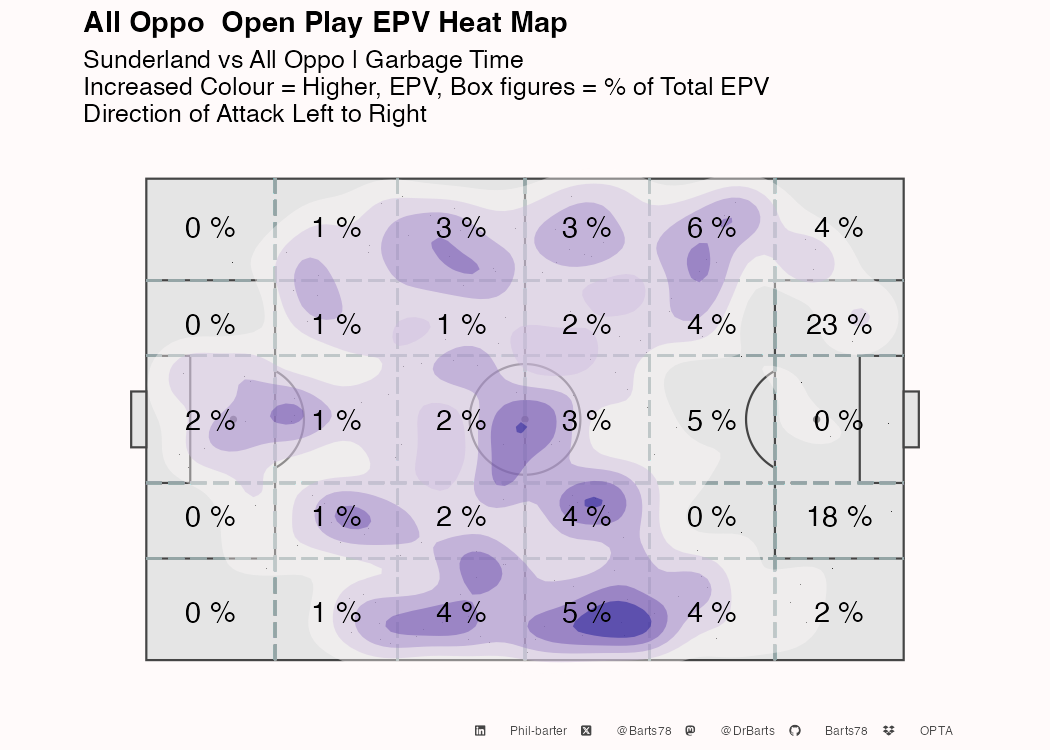 All Oppo  Open Play EPV Heat Map
Sunderland vs All Oppo | Garbage Time
Increased Colour = Higher, EPV, Box figures = % of Total EPV
Direction of Attack Left to Right
0 % 1 % 3 % 3 % 6 % 4 %
0 % 1 % 1 % 2 % 4 % 23 %
2 % 1 % 2 % 3 % 5 % 0 %
0 % 1 % 2 % 4 % 0 % 18 %
0 % 1 % 4 % 5 % 4 % 2 %
Phil-barter @Barts78 @DrBarts Barts78 OPTA